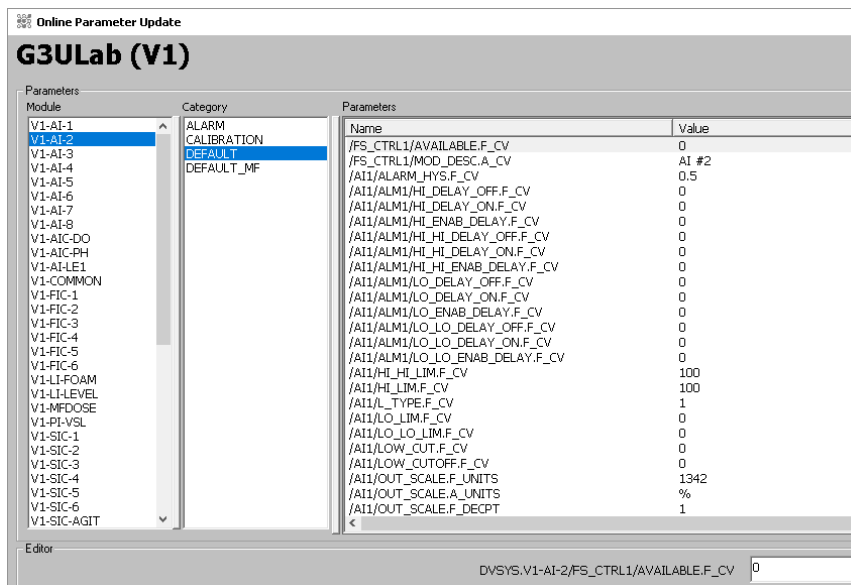 Online Parameter Update
G3ULab (V1)
Parameters
Module
V1-AI-1
V1-AI-2
V1-AI-3
V1-AI-4
V1-AI-5
V1-AI-6
V1-AI-7
V1-AI-8
V1-AIC-DO
V1-AIC-PH
V1-AI-LE1
V1-COMMON
V1-FIC-1
V1-FIC-2
V1-FIC-3
V1-FIC-4
V1-FIC-5
V1-FIC-6
V1-LI-FOAM
V1-LI-LEVEL
V1-MFDOSE
V1-PI-VSL
V1-SIC-1
V1-SIC-2
V1-SIC-3
V1-SIC-4
V1-SIC-5
V1-SIC-6
V1-SIC-AGIT
Category
ALARM
CALIBRATION
DEFAULT
DEFAULT_MF
Parameters
Name Value
/FS_CTRL1/AVAILABLE.F_CV 0
/FS_CTRL1/MOD_DESC.A_CV AI #2
/AI1/ALARM_HYS.F_CV 0.5
/AI1/ALM1/HI_DELAY_OFF.F_CV 0
/AI1/ALM1/HI_DELAY_ON.F_CV 0
/AI1/ALM1/HI_ENAB_DELAY.F_CV 0
/AI1/ALM1/HI_HI_DELAY_OFF.F_CV 0
/AI1/ALM1/HI_HI_DELAY_ON.F_CV 0
/AI1/ALM1/HI_HI_ENAB_DELAY.F_CV 0
/AI1/ALM1/LO_DELAY_OFF.F_CV 0
/AI1/ALM1/LO_DELAY_ON.F_CV 0
/AI1/ALM1/LO_ENAB_DELAY.F_CV 0
/AI1/ALM1/LO_LO_DELAY_OFF.F_CV 0
/AI1/ALM1/LO_LO_DELAY_ON.F_CV 0
/AI1/ALM1/LO_LO_ENAB_DELAY.F_CV 0
/AI1/HI_HI_LIM.F_CV 100
/AI1/HI_LIM.F_CV 100
/AI1/L_TYPE.F_CV 1
/AI1/LO_LIM.F_CV 0
/AI1/LO_LO_LIM.F_CV 0
/AI1/LOW_CUT.F_CV 0
/AI1/LOW_CUTOFF.F_CV 0
/AI1/OUT_SCALE.F_UNITS 1342
/AI1/OUT_SCALE.A_UNITS %
/AI1/OUT_SCALE.F_DECPT 1
Editor
DVSYS.V1-AI-2/FS_CTRL1/AVAILABLE.F_CV 0